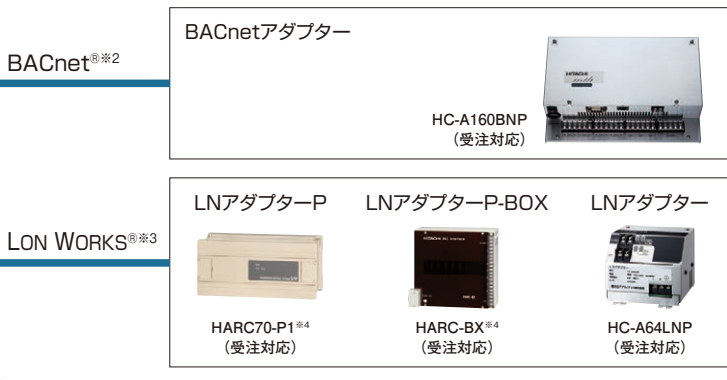 BACnet®※2
BACnetアダプター
HITACHI
HC-A160BNP
（受注対応）
LON WORKS®※3
LNアダプターP
LNアダプターP-BOX
LNアダプター
HARC70-P1※4
（受注対応）
HARC-BX※4
（受注対応）
HC-A64LNP
（受注対応）